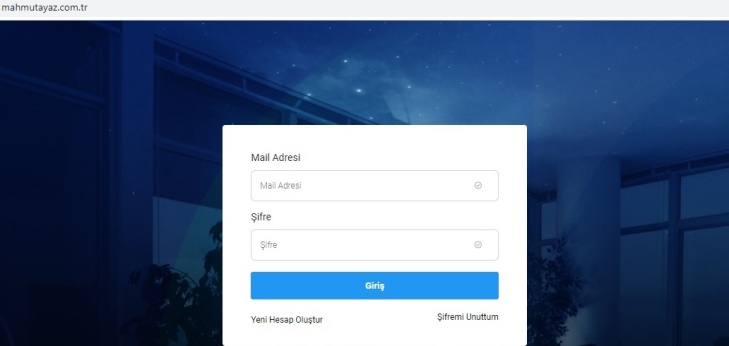 mahmutayaz.com.tr
Mail Adresi
Mail Adresi
Şifre
Şifre
Giriş
Yeni Hesap Oluştur
Şifremi Unuttum